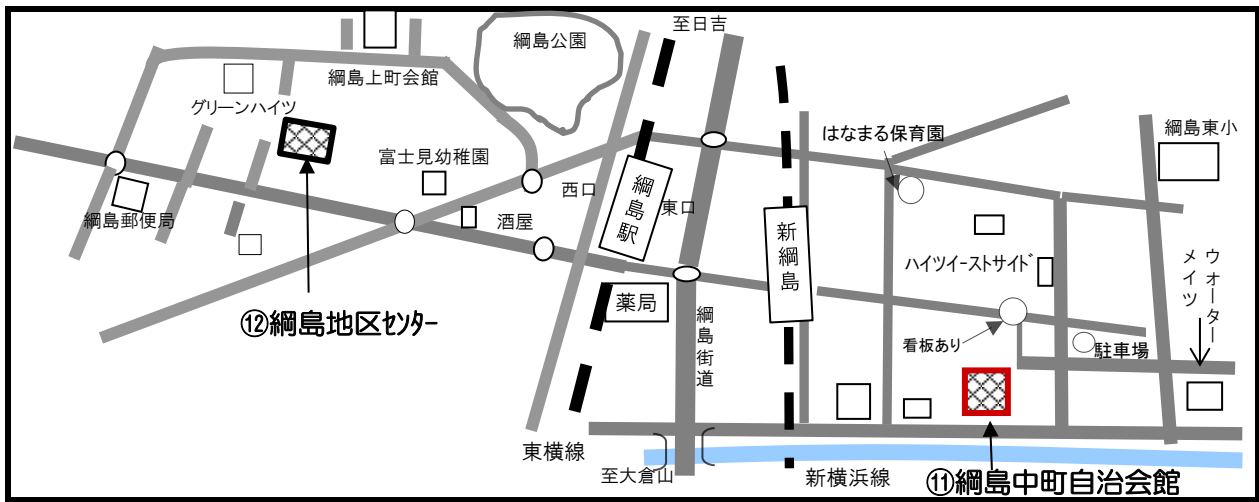 至日吉
綱島公園
綱島上町会館
グリーンハイツ
富士見幼稚園
綱島郵便局
酒屋
西口
綱島駅
東口
新綱島
はなまる保育園
綱島東小
ハイツイーストサイド
ウォーター
メイツ
薬局
綱島街道
看板あり
駐車場
⑫綱島地区センター
東横線
至大倉山
新横浜線
⑪綱島中町自治会館